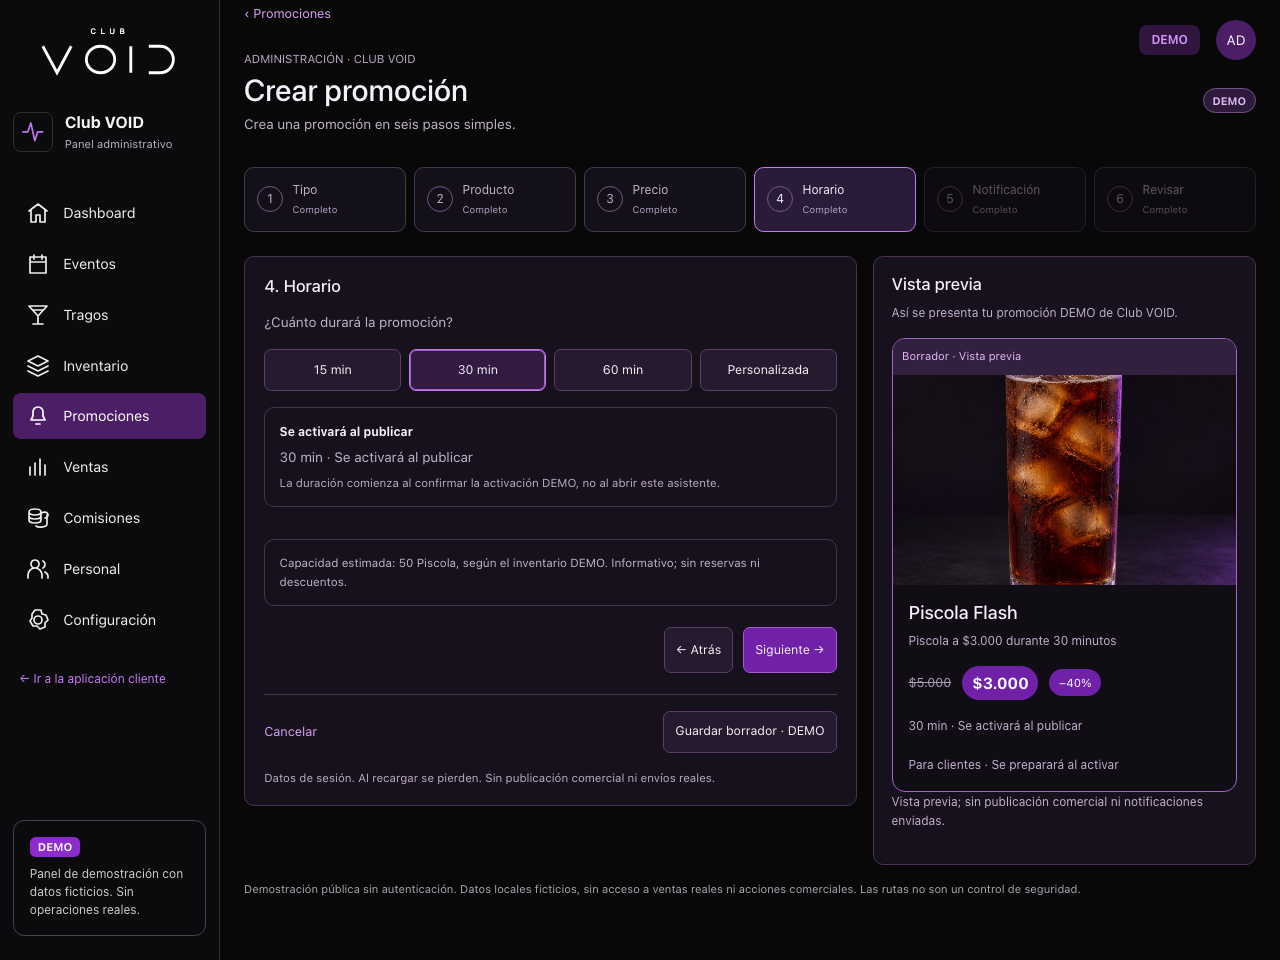 CLUB
VOID
Club VOID
Panel administrativo
Dashboard
Eventos
Tragos
Inventario
Promociones
Ventas
Comisiones
Personal
Configuración
← Ir a la aplicación cliente
DEMO
Panel de demostración con
datos ficticios. Sin
operaciones reales.
‹ Promociones
DEMO
AD
ADMINISTRACIÓN · CLUB VOID
Crear promoción
DEMO
Crea una promoción en seis pasos simples.
1 Tipo
Completo
2 Producto
Completo
3 Precio
Completo
4 Horario
Completo
5 Notificación
Completo
6 Revisar
Completo
4. Horario
¿Cuánto durará la promoción?
15 min
30 min
60 min
Personalizada
Se activará al publicar
30 min · Se activará al publicar
La duración comienza al confirmar la activación DEMO, no al abrir este asistente.
Capacidad estimada: 50 Piscola, según el inventario DEMO. Informativo; sin reservas ni
descuentos.
← Atrás
Siguiente →
Cancelar
Guardar borrador · DEMO
Datos de sesión. Al recargar se pierden. Sin publicación comercial ni envíos reales.
Vista previa
Así se presenta tu promoción DEMO de Club VOID.
Borrador · Vista previa
Piscola Flash
Piscola a $3.000 durante 30 minutos
$5.000 $3.000 −40%
30 min · Se activará al publicar
Para clientes · Se preparará al activar
Vista previa; sin publicación comercial ni notificaciones
enviadas.
Demostración pública sin autenticación. Datos locales ficticios, sin acceso a ventas reales ni acciones comerciales. Las rutas no son un control de seguridad.